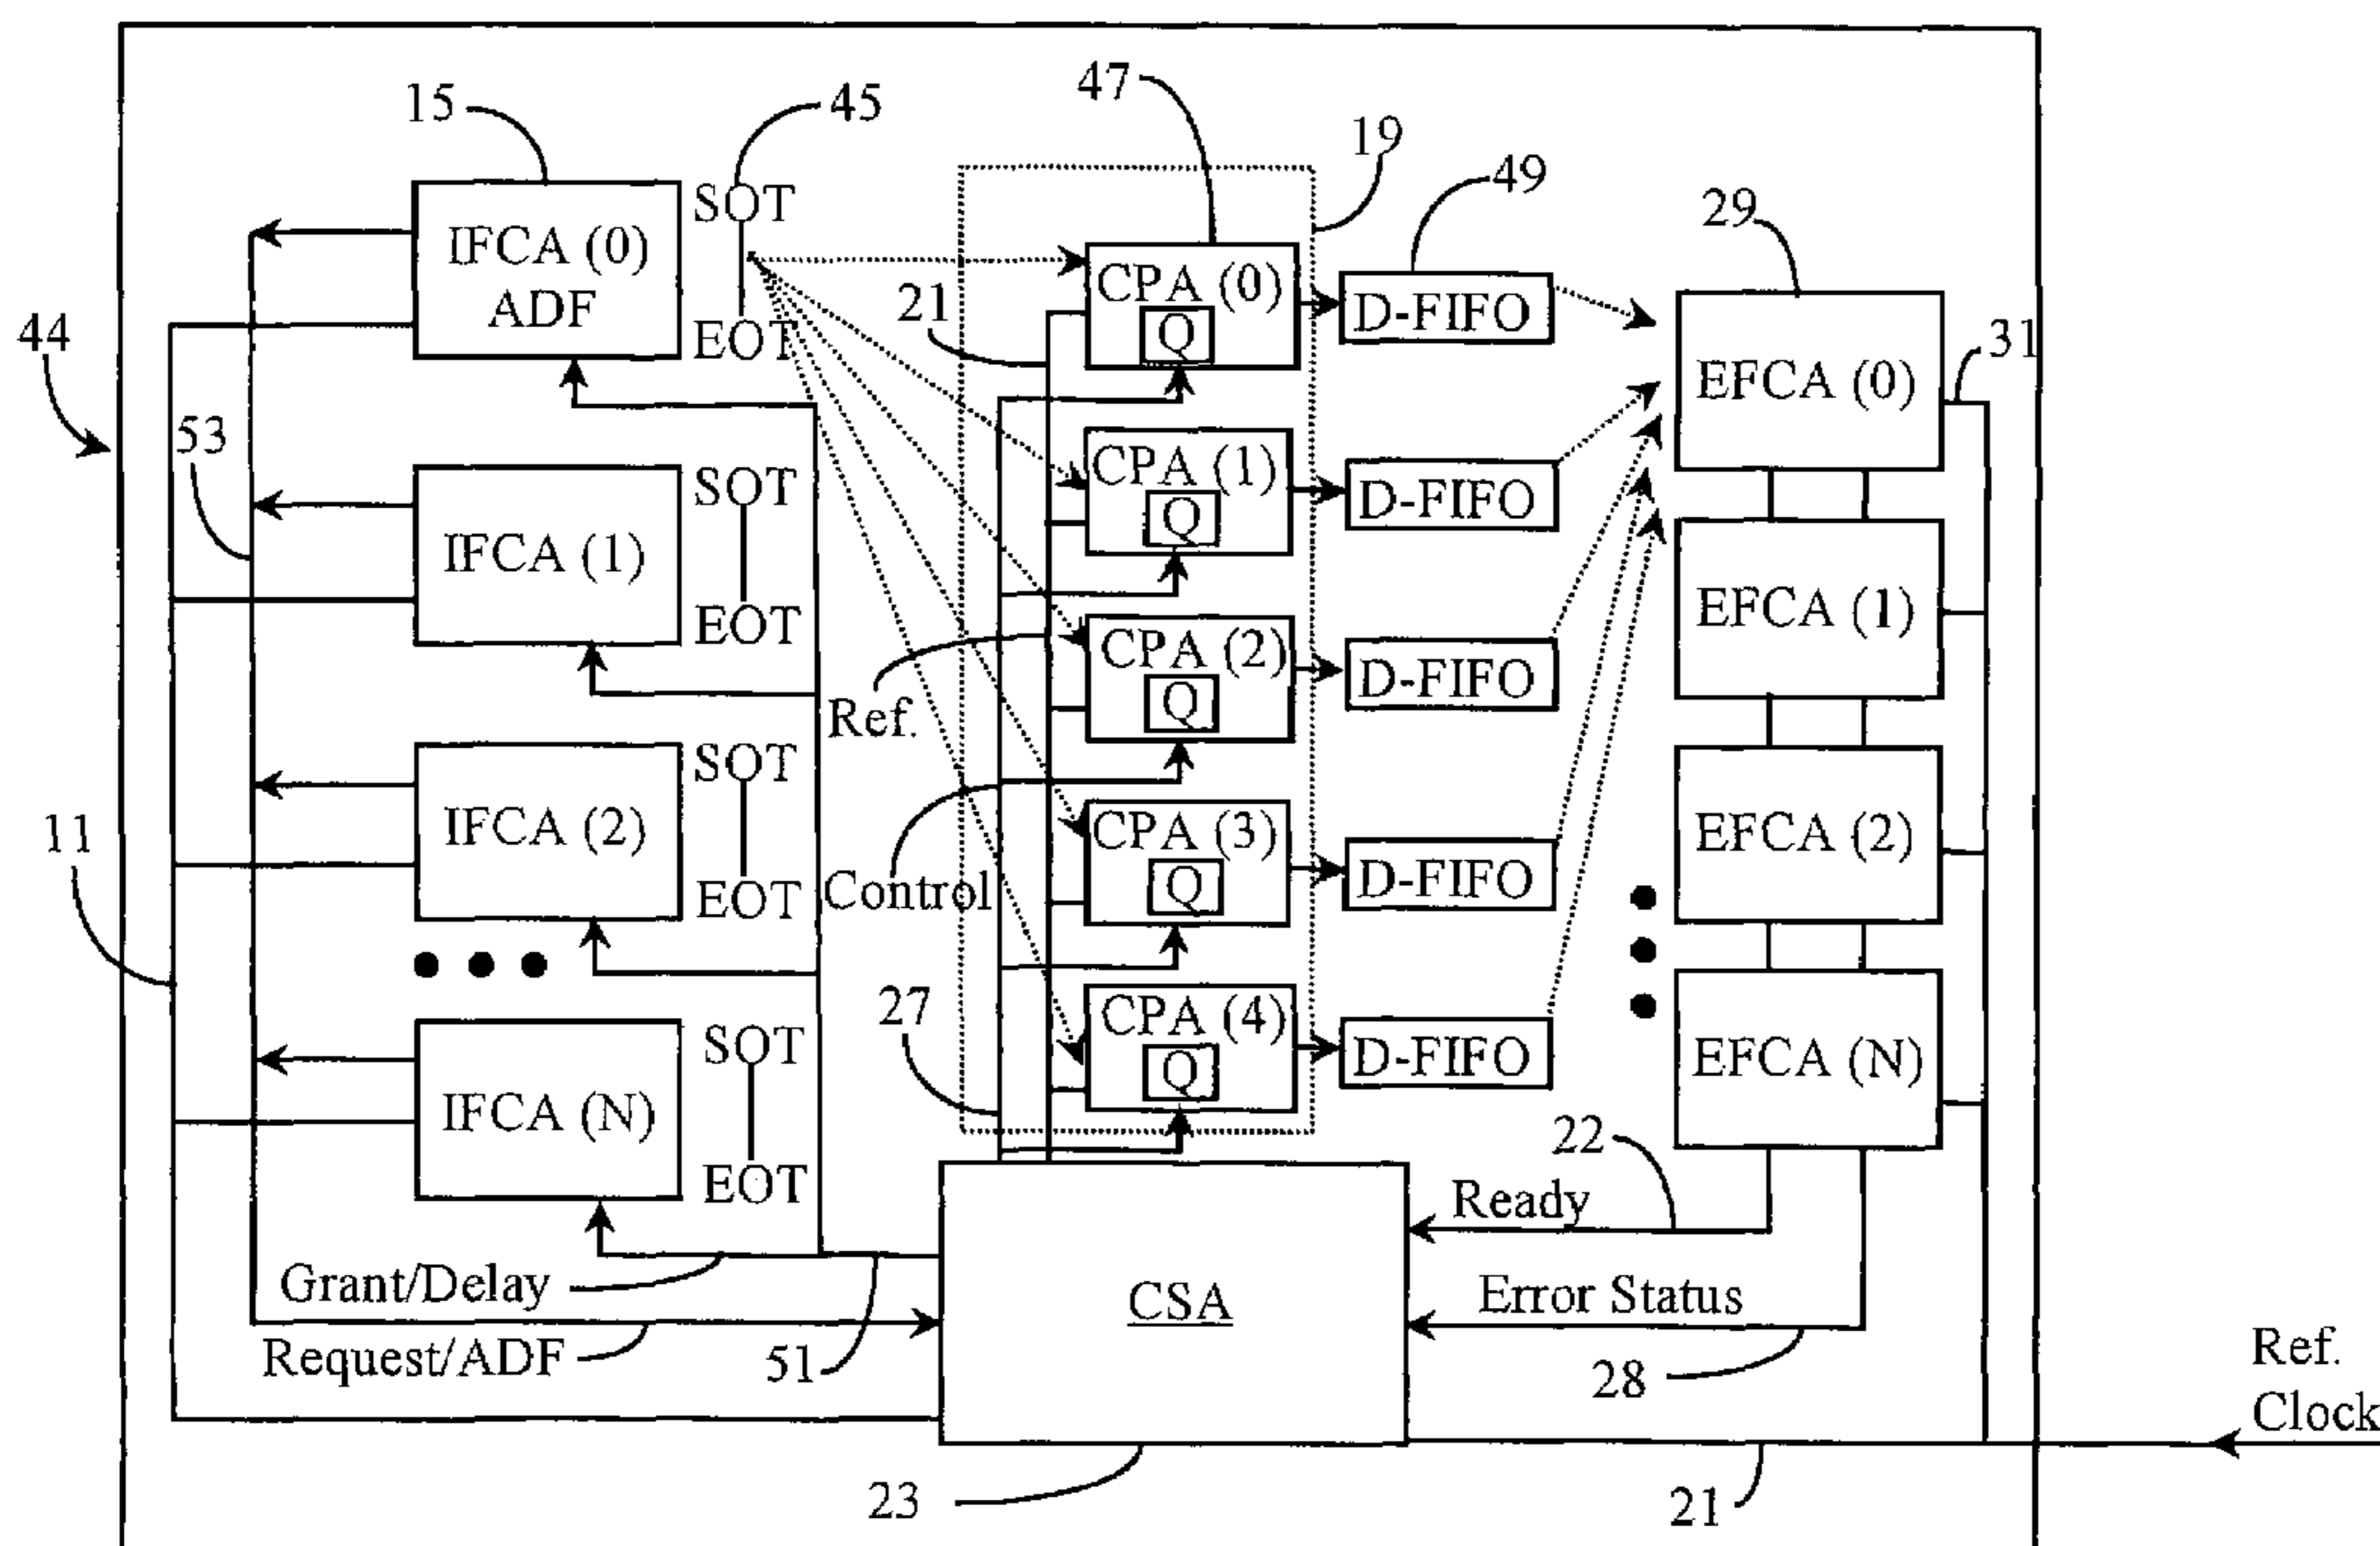 47
15
45
19
49
29
SOT
IFCA (0)
ADF
EOT
CPA (0)
Q
D-FIFO
21
44
31
EFCA (0)
53
IFCA (1)
SOT
EOT
CPA (1)
Q
D-FIFO
EFCA (1)
Ref.
CPA (2)
Q
D-FIFO
IFCA (2)
SOT
EOT
11
Control
CPA (3)
Q
D-FIFO
EFCA (2)
27
CPA (4)
Q
D-FIFO
IFCA (N)
SOT
EOT
EFCA (N)
22
Ready
Grant/Delay
Error Status
CSA
Request/ADF
51
28
Ref.
Clock
23
21